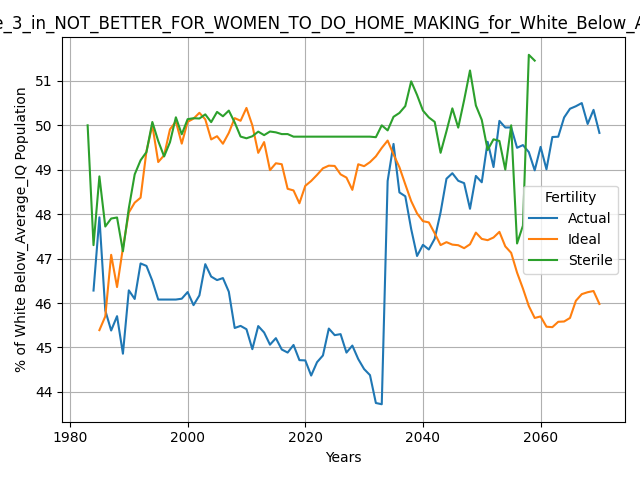 e_3_in_NOT_BETTER_FOR_WOMEN_TO_DO_HOME_MAKING_for_White_Below_A
% of White Below_Average_IQ Population
51
50
49
48
47
46
45
44
Fertility
Actual
Ideal
Sterile
1980
2000
2020
2040
2060
Years